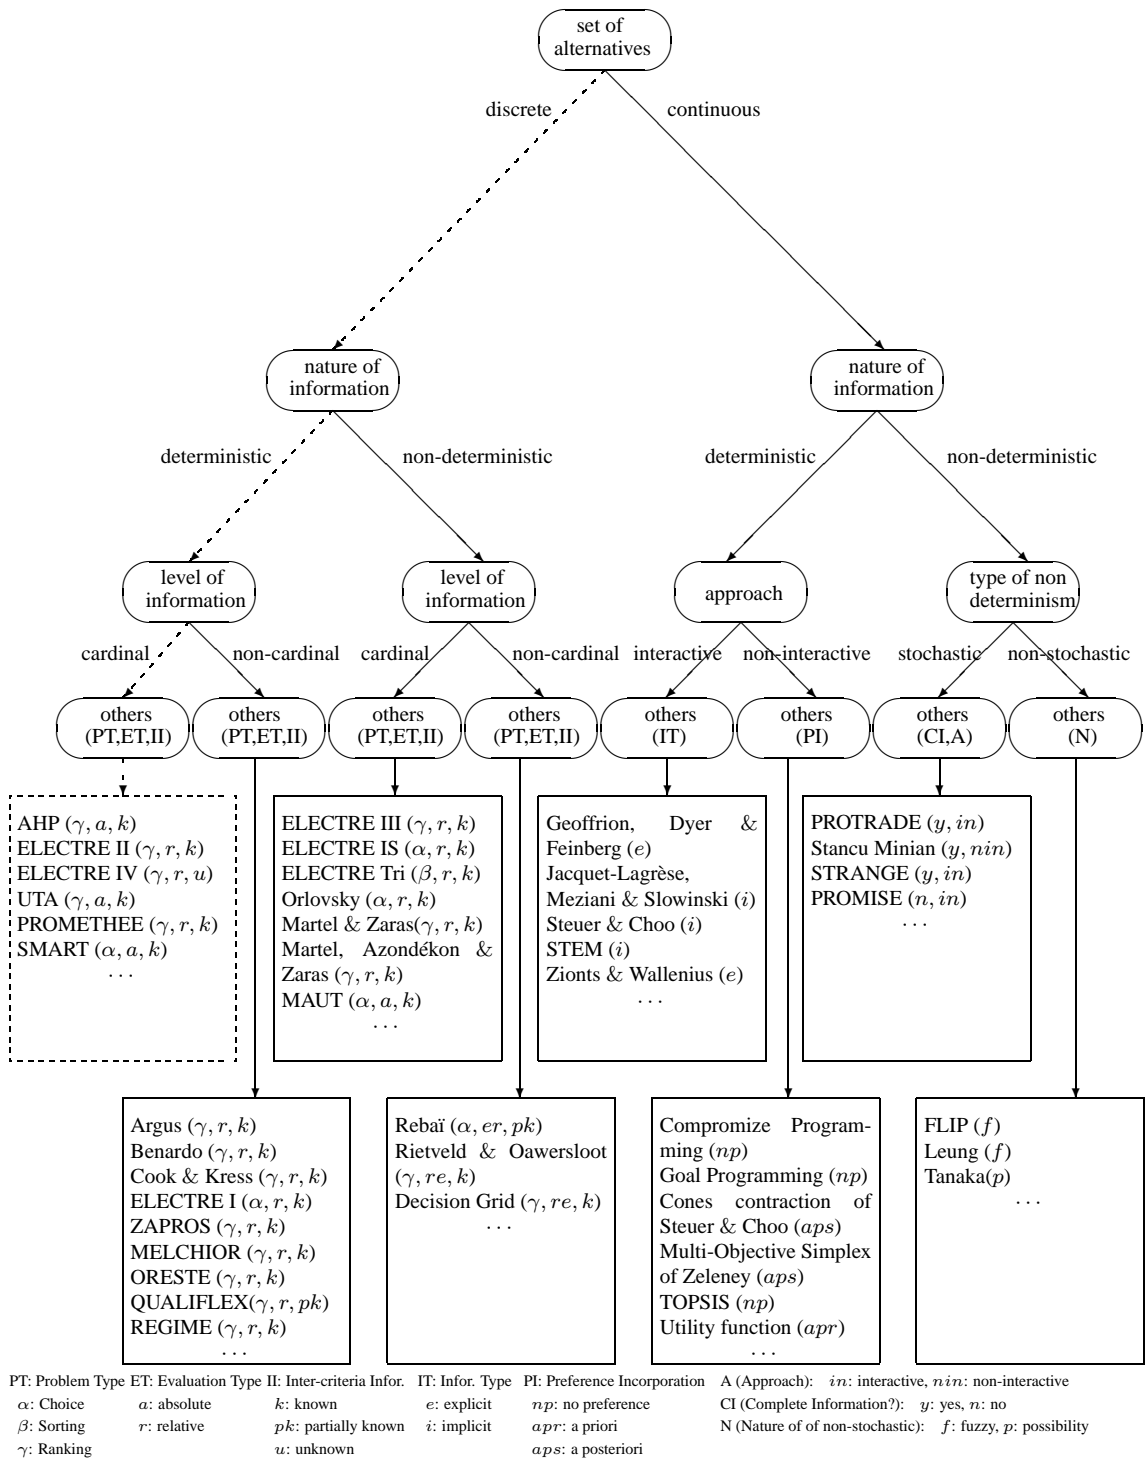 set of
alternatives
discrete
continuous
nature of
information
nature of
information
deterministic
non-deterministic
deterministic
non-deterministic
level of
information
level of
information
approach
type of non
determinism
cardinal
non-cardinal
cardinal
non-cardinal
interactive
non-interactive
stochastic
non-stochastic
others
(PT,ET,II)
others
(PT,ET,II)
others
(PT,ET,II)
others
(PT,ET,II)
others
(IT)
others
(PI)
others
(CI,A)
others
(N)
AHP (γ, a, k)
ELECTRE II (γ, r, k)
ELECTRE IV (γ, r, u)
UTA (γ, a, k)
PROMETHEE (γ, r, k)
SMART (α, a, k)
...
ELECTRE III (γ, r, k)
ELECTRE IS (α, r, k)
ELECTRE Tri (β, r, k)
Orlovsky (α, r, k)
Martel & Zaras(γ, r, k)
Martel, Azondékon &
Zaras (γ, r, k)
MAUT (α, a, k)
...
Geoffrion, Dyer &
Feinberg (e)
Jacquet-Lagrèse,
Meziani & Slowinski (i)
Steuer & Choo (i)
STEM (i)
Zionts & Wallenius (e)
...
PROTRADE (y, in)
Stancu Minian (y, nin)
STRANGE (y, in)
PROMISE (n, in)
...
Argus (γ, r, k)
Benardo (γ, r, k)
Cook & Kress (γ, r, k)
ELECTRE I (α, r, k)
ZAPROS (γ, r, k)
MELCHIOR (γ, r, k)
ORESTE (γ, r, k)
QUALIFLEX(γ, r, pk)
REGIME (γ, r, k)
...
Rebaï (α, er, pk)
Rietveld & Oawersloot
(γ, re, k)
Decision Grid (γ, re, k)
...
Compromize Program-
ming (np)
Goal Programming (np)
Cones contraction of
Steuer & Choo (aps)
Multi-Objective Simplex
of Zeleney (aps)
TOPSIS (np)
Utility function (apr)
...
FLIP (f)
Leung (f)
Tanaka(p)
...
PT: Problem Type ET: Evaluation Type II: Inter-criteria Infor. IT: Infor. Type PI: Preference Incorporation A (Approach): in: interactive, nin: non-interactive
α: Choice a: absolute k: known e: explicit np: no preference CI (Complete Information?): y: yes, n: no
β: Sorting r: relative pk: partially known i: implicit apr: a priori N (Nature of of non-stochastic): f: fuzzy, p: possibility
γ: Ranking u: unknown aps: a posteriori